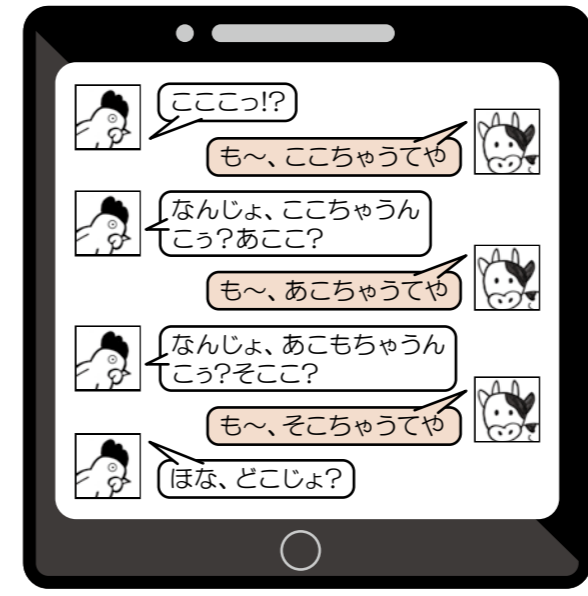 こここっ!?
も〜、ここちゃうてや
なんじょ、ここちゃうん
こぅ?あここ?
も〜、あこちゃうてや
なんじょ、あこもちゃうん
こぅ?そここ?
も〜、そこちゃうてや
ほな、どこじょ?